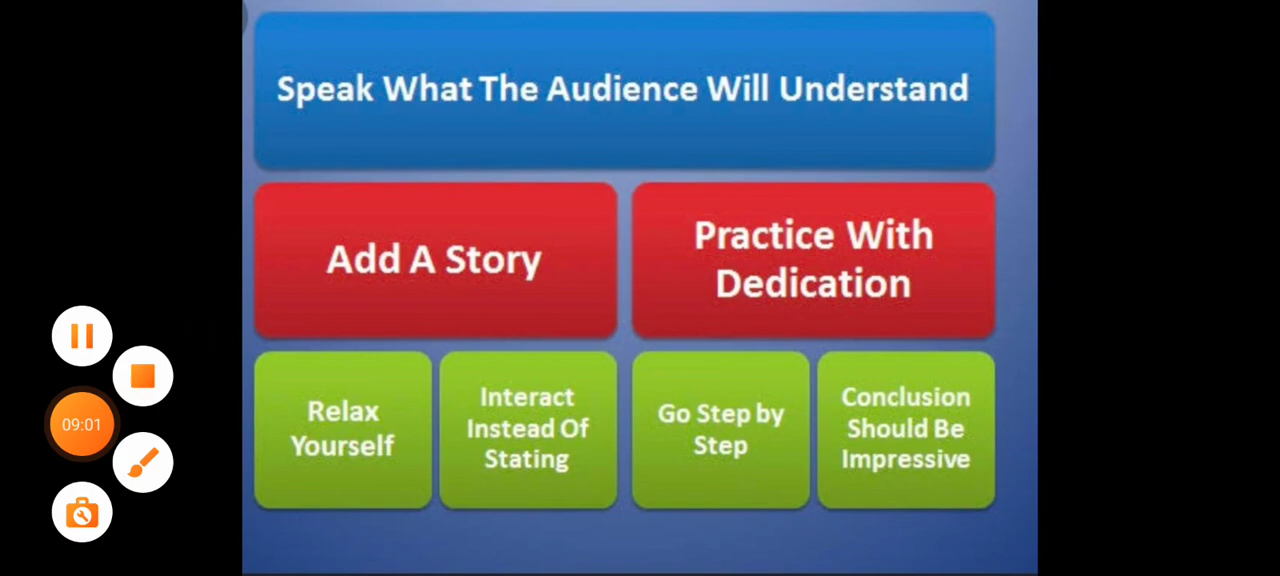 Speak What The Audience Will Understand
Add A Story
Practice With
Dedication
Relax
Yourself
Interact
Instead Of
Stating
Go Step by
Step
Conclusion
Should Be
Impressive
09:01